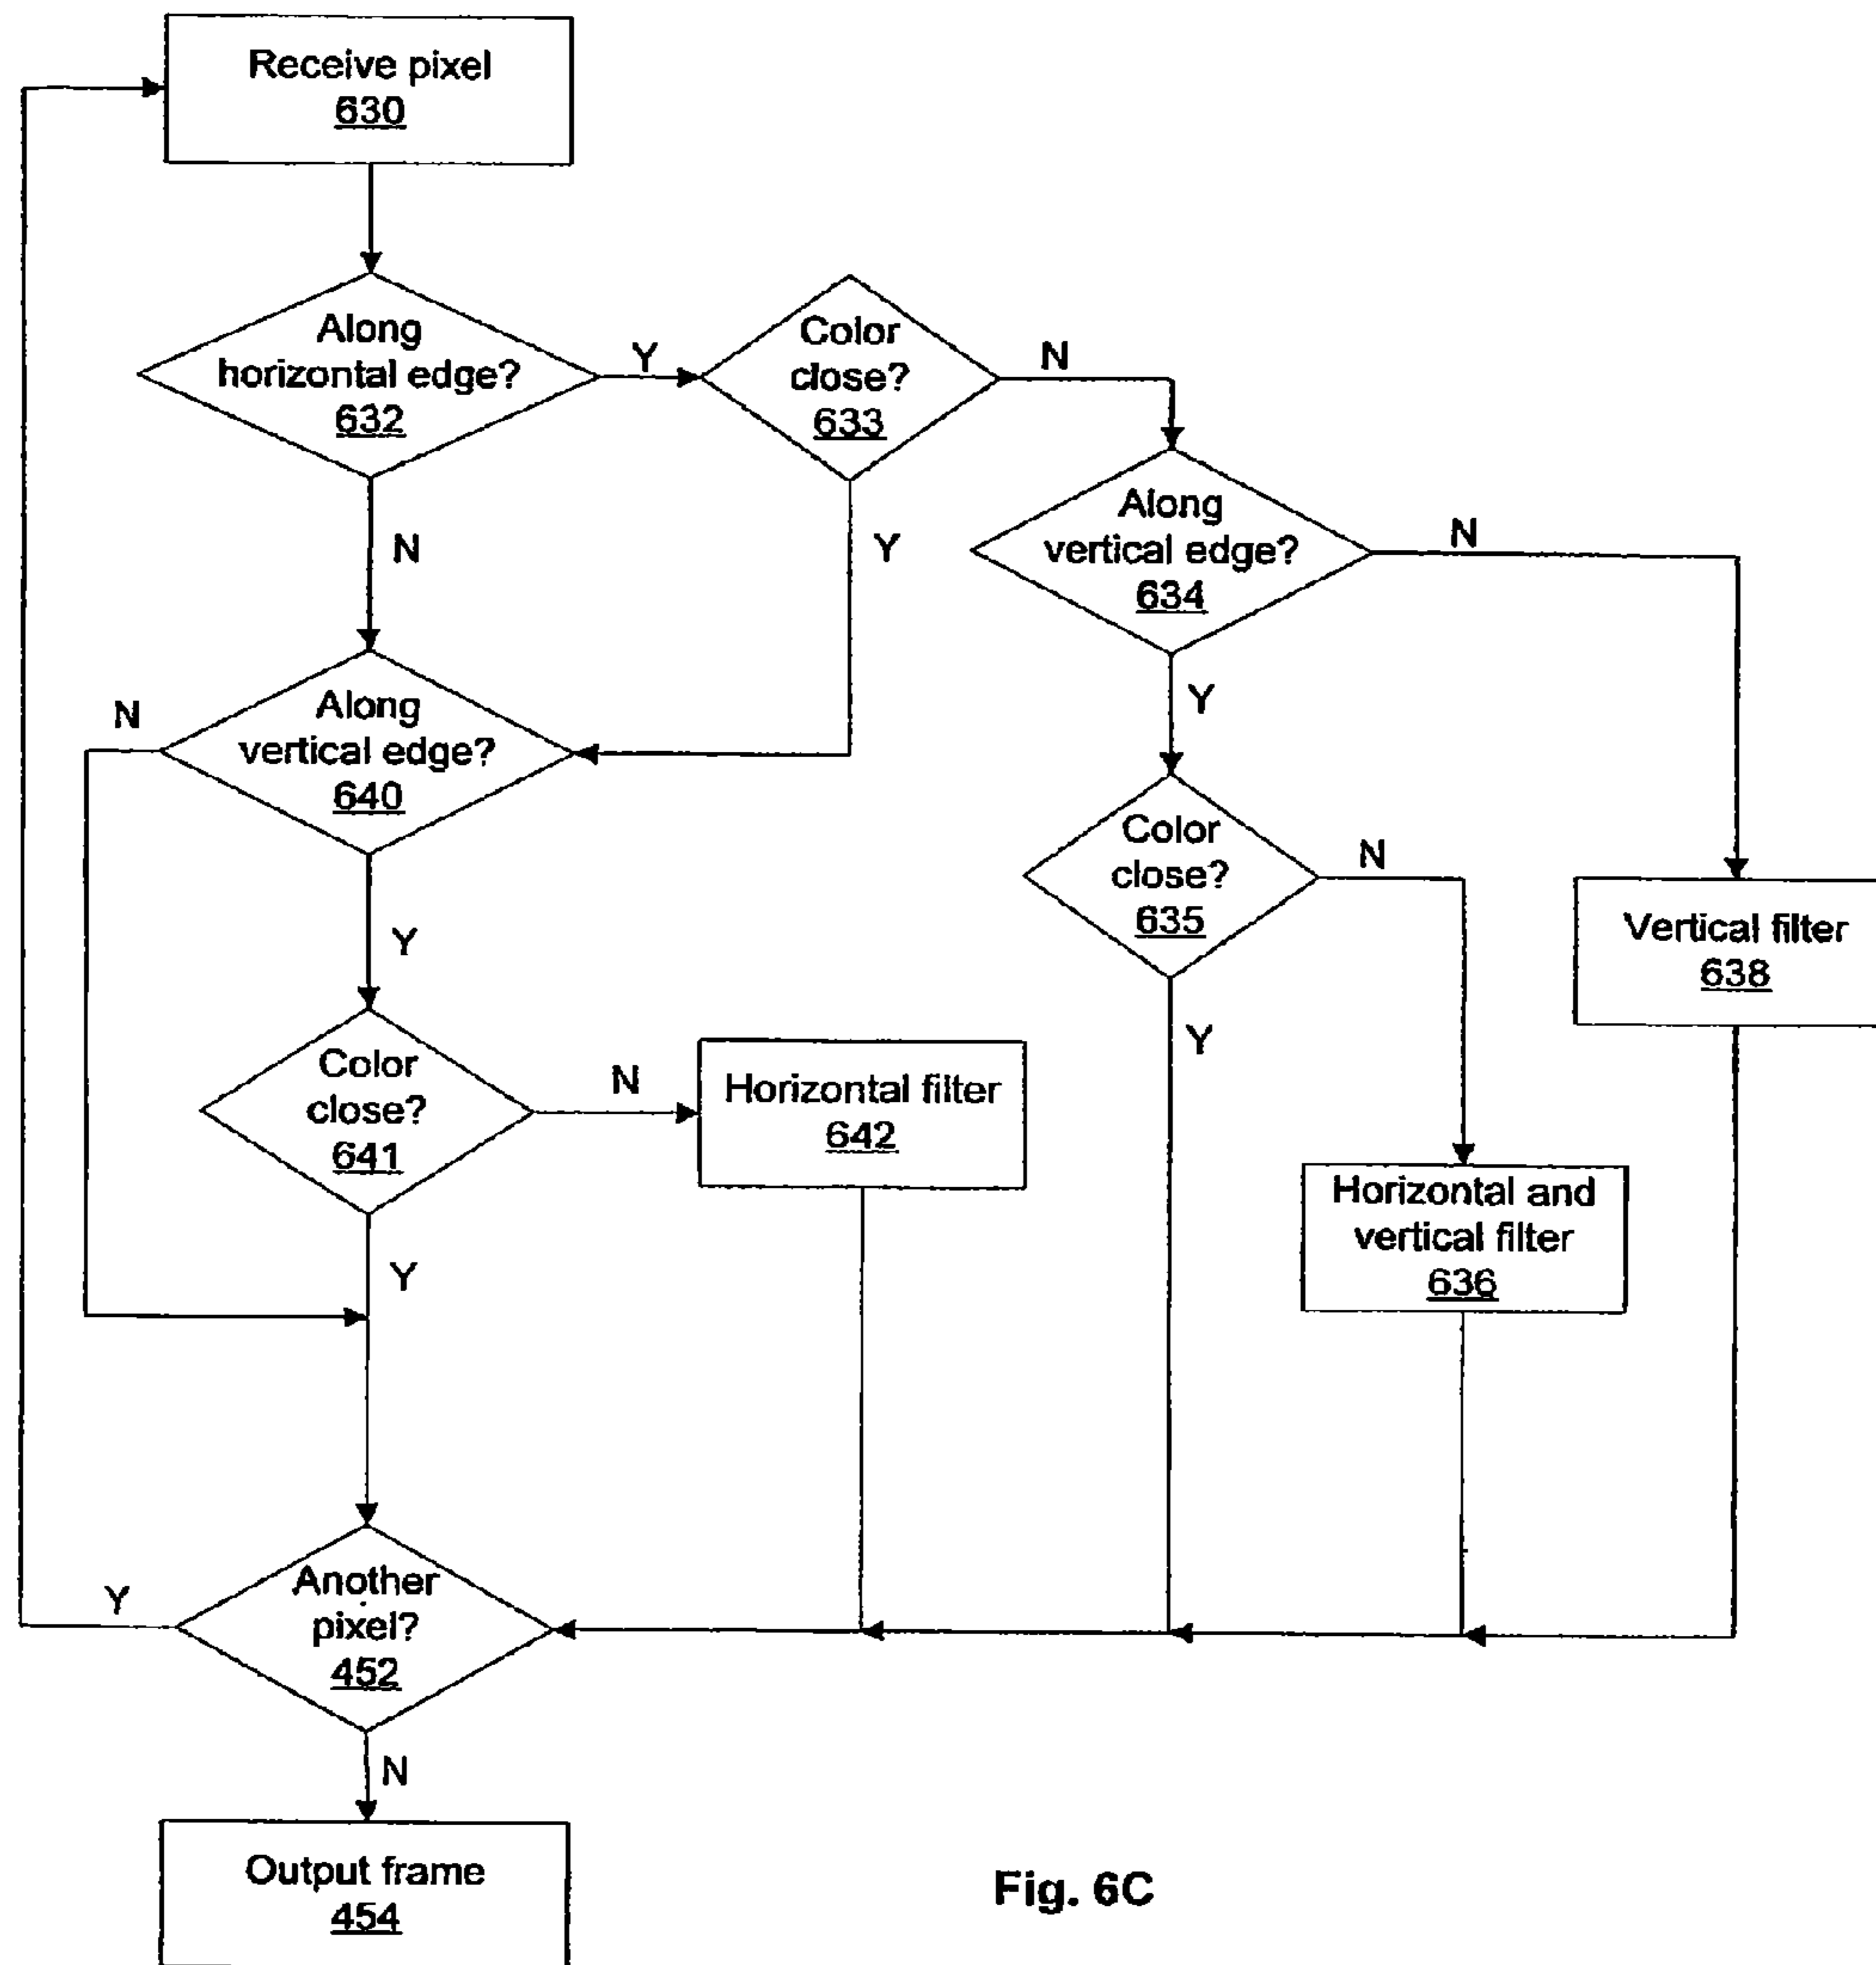 Receive pixel
630
Along
horizontal edge?
632
Y
Color
close?
633
N
N
Y
Along
vertical edge?
634
N
Y
Along
vertical edge?
640
N
Y
Color
close?
635
N
Y
Vertical filter
638
Color
close?
641
N
Y
Horizontal filter
642
Horizontal and
vertical filter
636
Another
pixel?
452
Y
N
Output frame
454
Fig. 6C